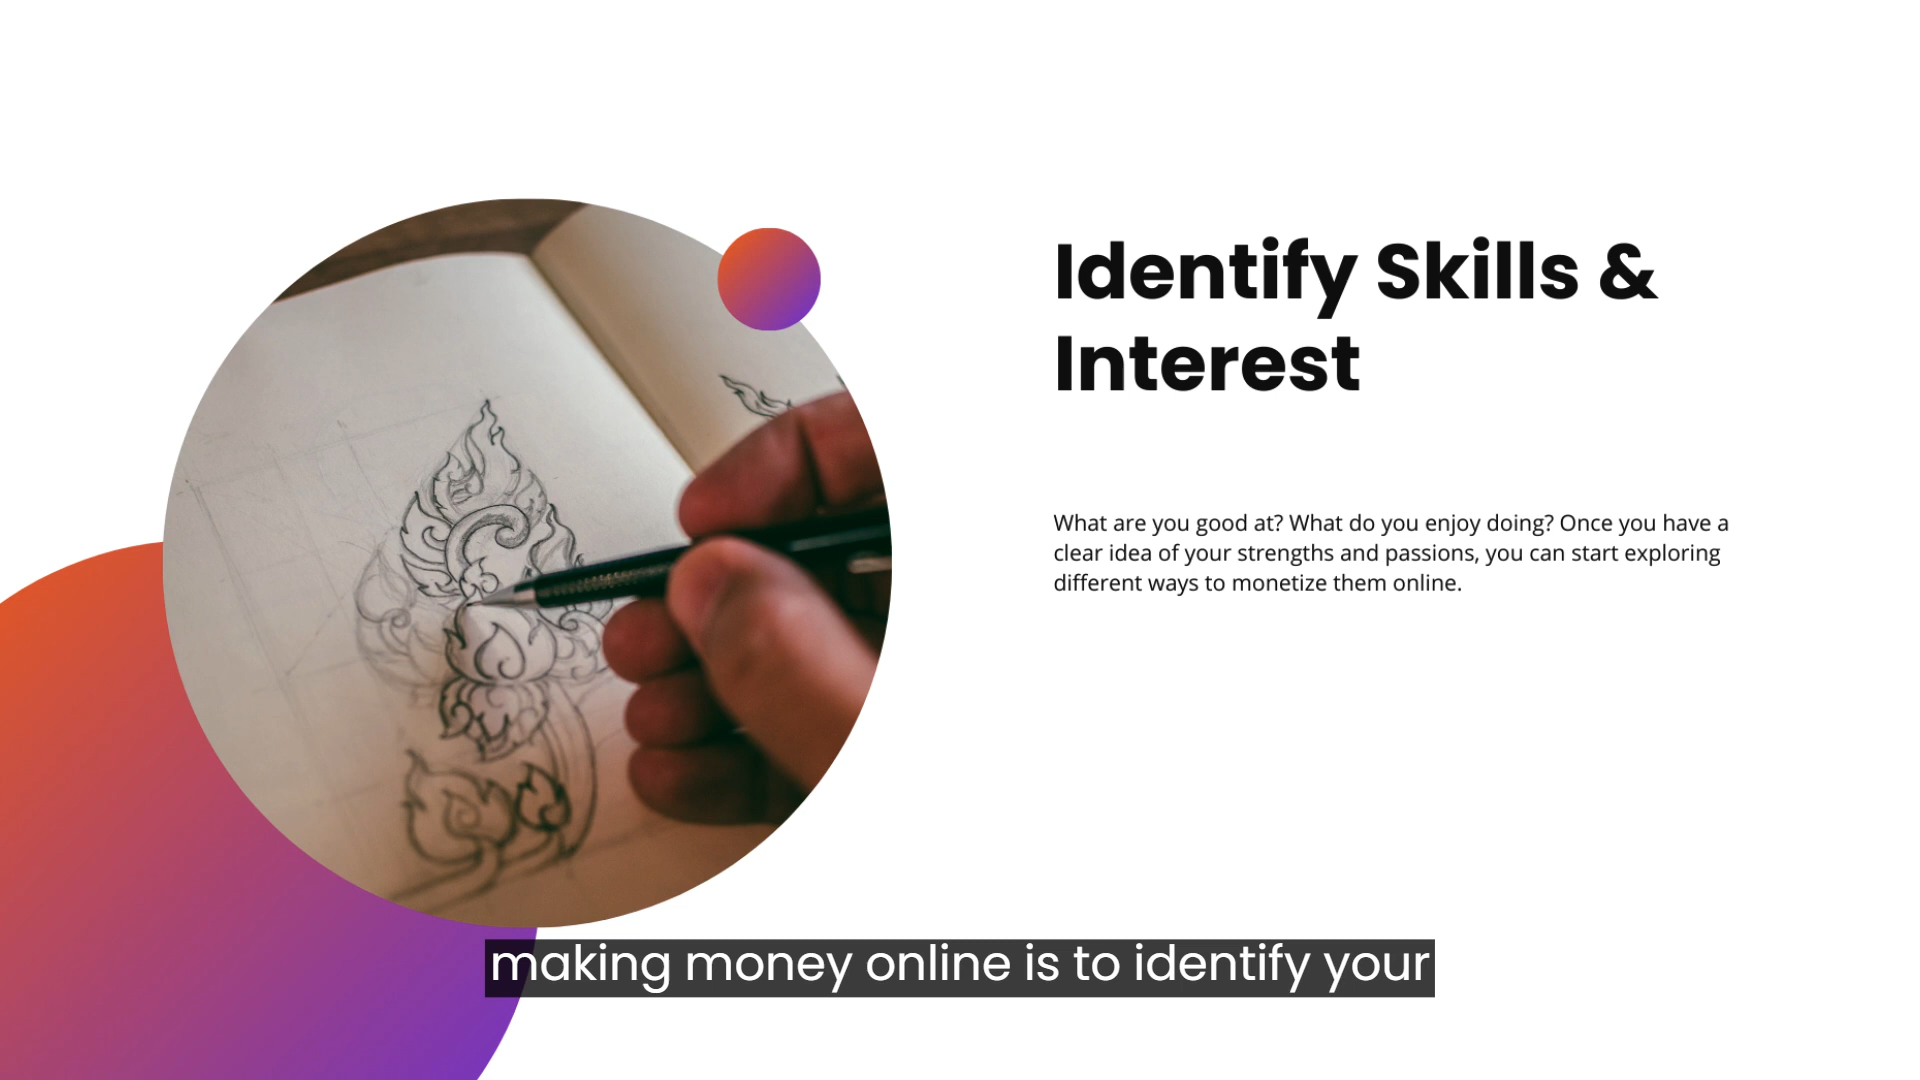 Identify Skills &
Interest
What are you good at? What do you enjoy doing? Once you have a
clear idea of your strengths and passions, you can start exploring
different ways to monetize them online.
making money online is to identify your